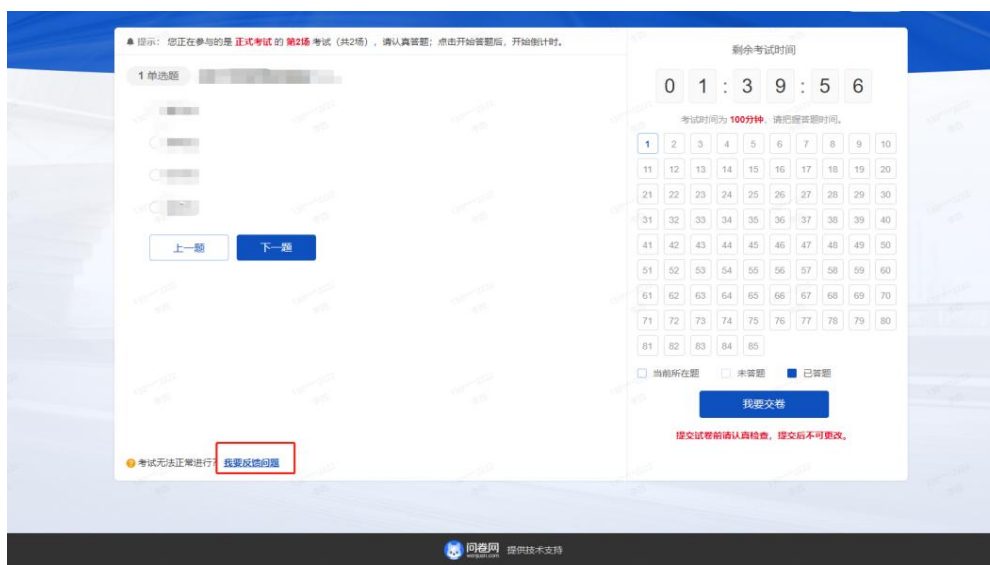 提示：您正在参与的是 正式考试 的 第2场 考试（共2场），请认真答题；点击开始答题后，开始倒计时。
1 单选题
上一题 下一题
考试无法正常进行？ 我要反馈问题
剩余考试时间
0 1 : 3 9 : 5 6
考试时间为 100分钟，请把握答题时间。
1 2 3 4 5 6 7 8 9 10
11 12 13 14 15 16 17 18 19 20
21 22 23 24 25 26 27 28 29 30
31 32 33 34 35 36 37 38 39 40
41 42 43 44 45 46 47 48 49 50
51 52 53 54 55 56 57 58 59 60
61 62 63 64 65 66 67 68 69 70
71 72 73 74 75 76 77 78 79 80
81 82 83 84 85
当前所在题 未答题 已答题
我要交卷
提交试卷前请认真检查，提交后不可更改。
问卷网 提供技术支持
wenjuan.com